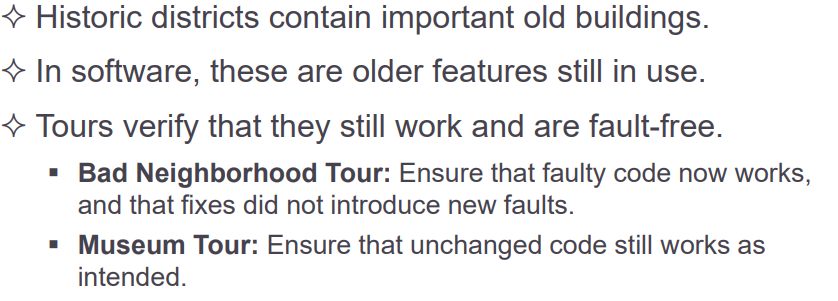 ✧ Historic districts contain important old buildings.
✧ In software, these are older features still in use.
✧ Tours verify that they still work and are fault-free.
▪ Bad Neighborhood Tour: Ensure that faulty code now works,
and that fixes did not introduce new faults.
▪ Museum Tour: Ensure that unchanged code still works as
intended.